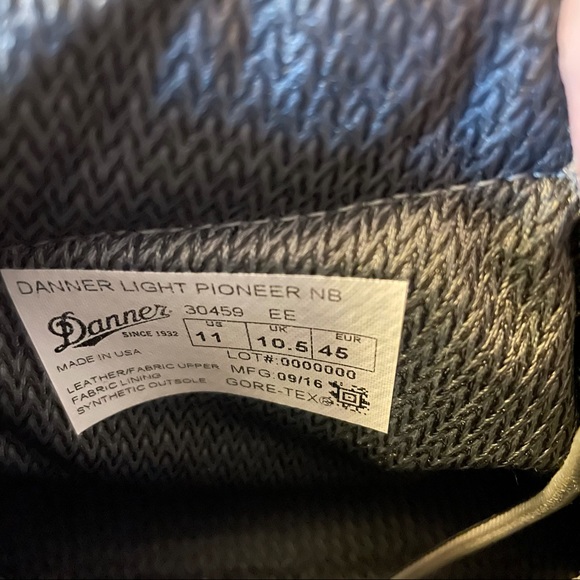 DANNER LIGHT PIONEER NB
Danner 30459 EE
SINCE 1932
US UK EUR
11 10.5 45
MADE IN USA
LOT#:0000000
LEATHER/FABRIC UPPER
MFG:09/16
FABRIC LINING
GORE-TEX®
SYNTHETIC OUTSOLE